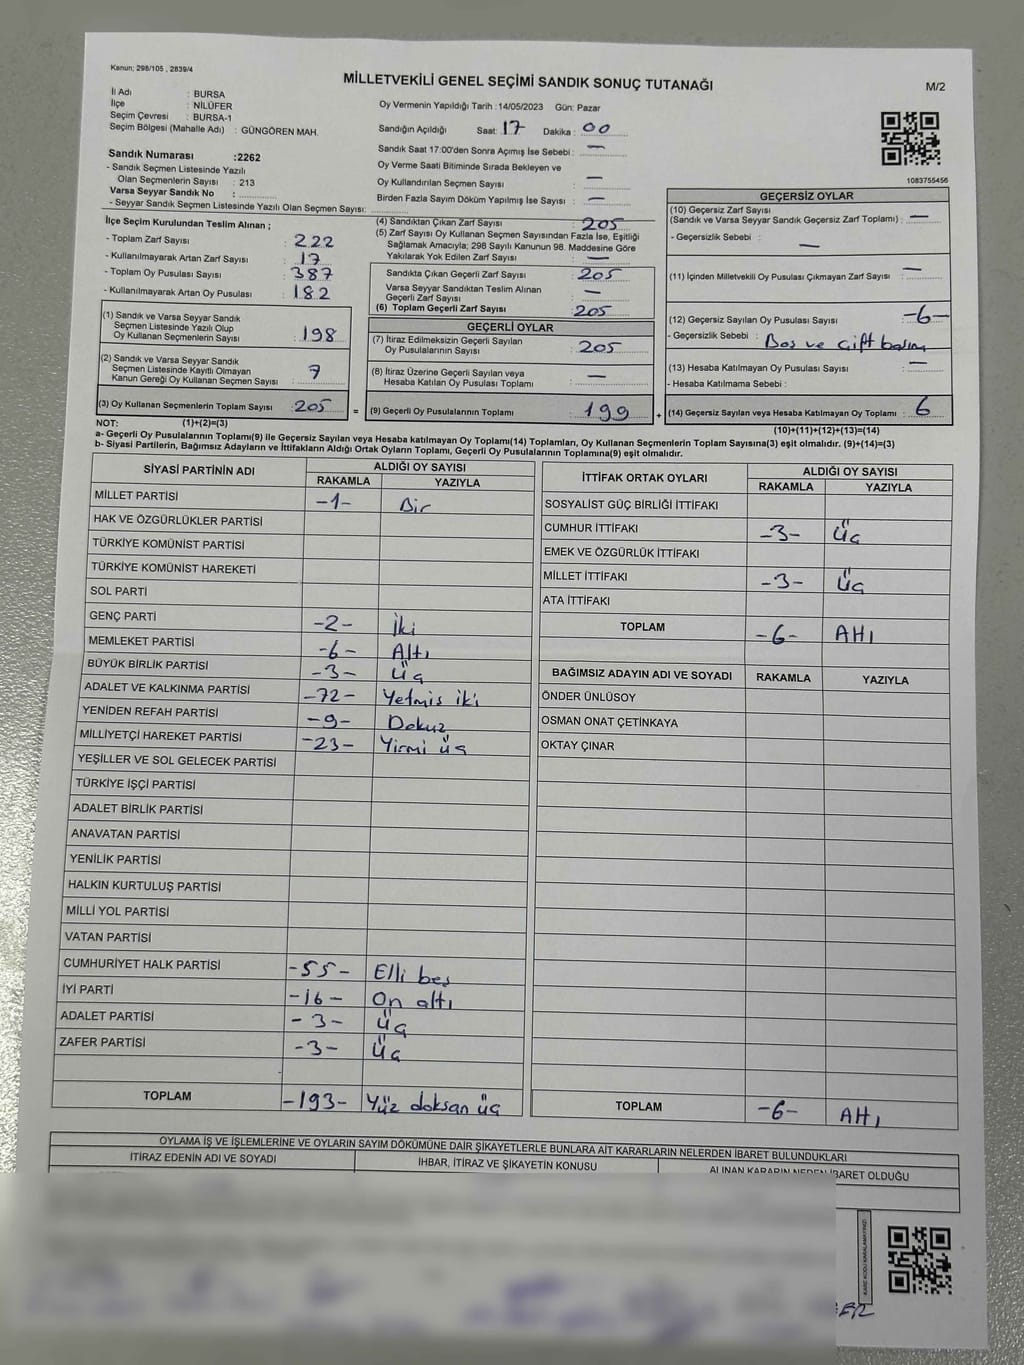 Kanun; 298/105 , 2839/4
MİLLETVEKİLİ GENEL SEÇİMİ SANDIK SONUÇ TUTANAĞI
M/2
İl Adı : BURSA
İlçe : NİLÜFER
Seçim Çevresi : BURSA-1
Seçim Bölgesi (Mahalle Adı) : GÜNGÖREN MAH.
Sandık Numarası :2262
- Sandık Seçmen Listesinde Yazılı
Olan Seçmenlerin Sayısı : 213
Varsa Seyyar Sandık No :
- Seyyar Sandık Seçmen Listesinde Yazılı Olan Seçmen Sayısı:
Oy Vermenin Yapıldığı Tarih :14/05/2023 Gün: Pazar
Sandığın Açıldığı Saat: 17 Dakika : 00
Sandık Saat 17:00'den Sonra Açımış İse Sebebi : —
Oy Verme Saati Bitiminde Sırada Bekleyen ve
Oy Kullandırılan Seçmen Sayısı : —
Birden Fazla Sayım Döküm Yapılmış İse Sayısı : —
1083755456
İlçe Seçim Kurulundan Teslim Alınan ;
- Toplam Zarf Sayısı : 222
- Kullanılmayarak Artan Zarf Sayısı : 17
- Toplam Oy Pusulası Sayısı : 387
- Kullanılmayarak Artan Oy Pusulası : 182
(1) Sandık ve Varsa Seyyar Sandık
Seçmen Listesinde Yazılı Olup
Oy Kullanan Seçmenlerin Sayısı : 198
(2) Sandık ve Varsa Seyyar Sandık
Seçmen Listesinde Kayıtlı Olmayan
Kanun Gereği Oy Kullanan Seçmen Sayısı : 7
(3) Oy Kullanan Seçmenlerin Toplam Sayısı : 205
(4) Sandıktan Çıkan Zarf Sayısı : 205
(5) Zarf Sayısı Oy Kullanan Seçmen Sayısından Fazla İse, Eşitliği
Sağlamak Amacıyla; 298 Sayılı Kanunun 98. Maddesine Göre
Yakılarak Yok Edilen Zarf Sayısı : —
Sandıkta Çıkan Geçerli Zarf Sayısı : 205
Varsa Seyyar Sandıktan Teslim Alınan
Geçerli Zarf Sayısı : —
(6) Toplam Geçerli Zarf Sayısı : 205
GEÇERLİ OYLAR
(7) İtiraz Edilmeksizin Geçerli Sayılan
Oy Pusulalarının Sayısı : 205
(8) İtiraz Üzerine Geçerli Sayılan veya
Hesaba Katılan Oy Pusulası Toplamı : —
= (9) Geçerli Oy Pusulalarının Toplamı : 199
GEÇERSİZ OYLAR
(10) Geçersiz Zarf Sayısı
(Sandık ve Varsa Seyyar Sandık Geçersiz Zarf Toplamı) : —
- Geçersizlik Sebebi : —
(11) İçinden Milletvekili Oy Pusulası Çıkmayan Zarf Sayısı : —
(12) Geçersiz Sayılan Oy Pusulası Sayısı : -6-
- Geçersizlik Sebebi : Boş ve çift basım
(13) Hesaba Katılmayan Oy Pusulası Sayısı : —
- Hesaba Katılmama Sebebi :
+ (14) Geçersiz Sayılan veya Hesaba Katılmayan Oy Toplamı : 6
NOT: (1)+(2)=(3)
(10)+(11)+(12)+(13)=(14)
a- Geçerli Oy Pusulalarının Toplamı(9) ile Geçersiz Sayılan veya Hesaba katılmayan Oy Toplamı(14) Toplamları, Oy Kullanan Seçmenlerin Toplam Sayısına(3) eşit olmalıdır. (9)+(14)=(3)
b- Siyasi Partilerin, Bağımsız Adayların ve İttifakların Aldığı Ortak Oyların Toplamı, Geçerli Oy Pusulalarının Toplamına(9) eşit olmalıdır.
SİYASİ PARTİNİN ADI ALDIĞI OY SAYISI
RAKAMLA YAZIYLA
MİLLET PARTİSİ -1- Bir
HAK VE ÖZGÜRLÜKLER PARTİSİ
TÜRKİYE KOMÜNİST PARTİSİ
TÜRKİYE KOMÜNİST HAREKETİ
SOL PARTİ
GENÇ PARTİ -2- İki
MEMLEKET PARTİSİ -6- Altı
BÜYÜK BİRLİK PARTİSİ -3- Üç
ADALET VE KALKINMA PARTİSİ -72- Yetmiş iki
YENİDEN REFAH PARTİSİ -9- Dokuz
MİLLİYETÇİ HAREKET PARTİSİ -23- Yirmi üç
YEŞİLLER VE SOL GELECEK PARTİSİ
TÜRKİYE İŞÇİ PARTİSİ
ADALET BİRLİK PARTİSİ
ANAVATAN PARTİSİ
YENİLİK PARTİSİ
HALKIN KURTULUŞ PARTİSİ
MİLLİ YOL PARTİSİ
VATAN PARTİSİ
CUMHURİYET HALK PARTİSİ -55- Elli beş
İYİ PARTİ -16- On altı
ADALET PARTİSİ -3- Üç
ZAFER PARTİSİ -3- Üç
TOPLAM -193- Yüz doksan üç
İTTİFAK ORTAK OYLARI ALDIĞI OY SAYISI
RAKAMLA YAZIYLA
SOSYALİST GÜÇ BİRLİĞİ İTTİFAKI
CUMHUR İTTİFAKI -3- Üç
EMEK VE ÖZGÜRLÜK İTTİFAKI
MİLLET İTTİFAKI -3- Üç
ATA İTTİFAKI
TOPLAM -6- Altı
BAĞIMSIZ ADAYIN ADI VE SOYADI RAKAMLA YAZIYLA
ÖNDER ÜNLÜSOY
OSMAN ONAT ÇETİNKAYA
OKTAY ÇINAR
TOPLAM -6- Altı
OYLAMA İŞ VE İŞLEMLERİNE VE OYLARIN SAYIM DÖKÜMÜNE DAİR ŞİKAYETLERLE BUNLARA AİT KARARLARIN NELERDEN İBARET BULUNDUKLARI
İTİRAZ EDENİN ADI VE SOYADI İHBAR, İTİRAZ VE ŞİKAYETİN KONUSU ALINAN KARARIN NEDEN İBARET OLDUĞU
KARE KODU KARALAMAYINIZ!